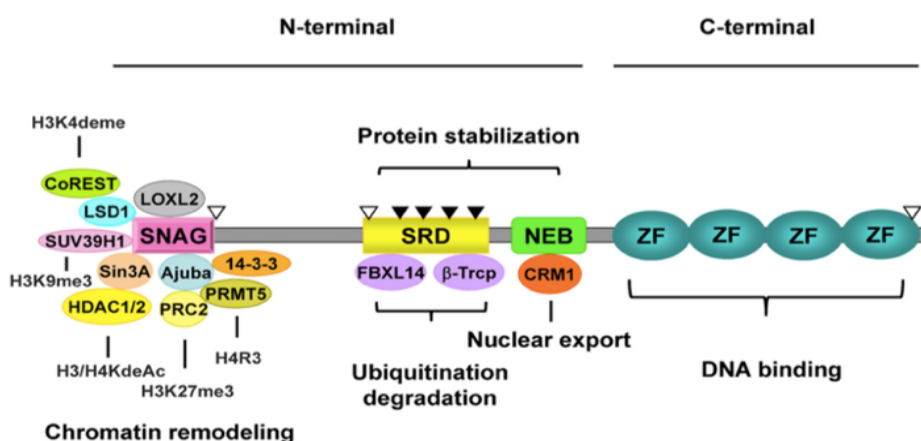 N-terminal
C-terminal
H3K4deme
Protein stabilization
CoREST
LOXL2
LSD1
SUV39H1
SNAG
SRD
NEB
ZF
ZF
ZF
ZF
H3K9me3
Sin3A
Ajuba
14-3-3
FBXL14
β-Trcp
CRM1
HDAC1/2
PRC2
PRMT5
Nuclear export
H3/H4KdeAc
H4R3
H3K27me3
Ubiquitination
degradation
DNA binding
Chromatin remodeling